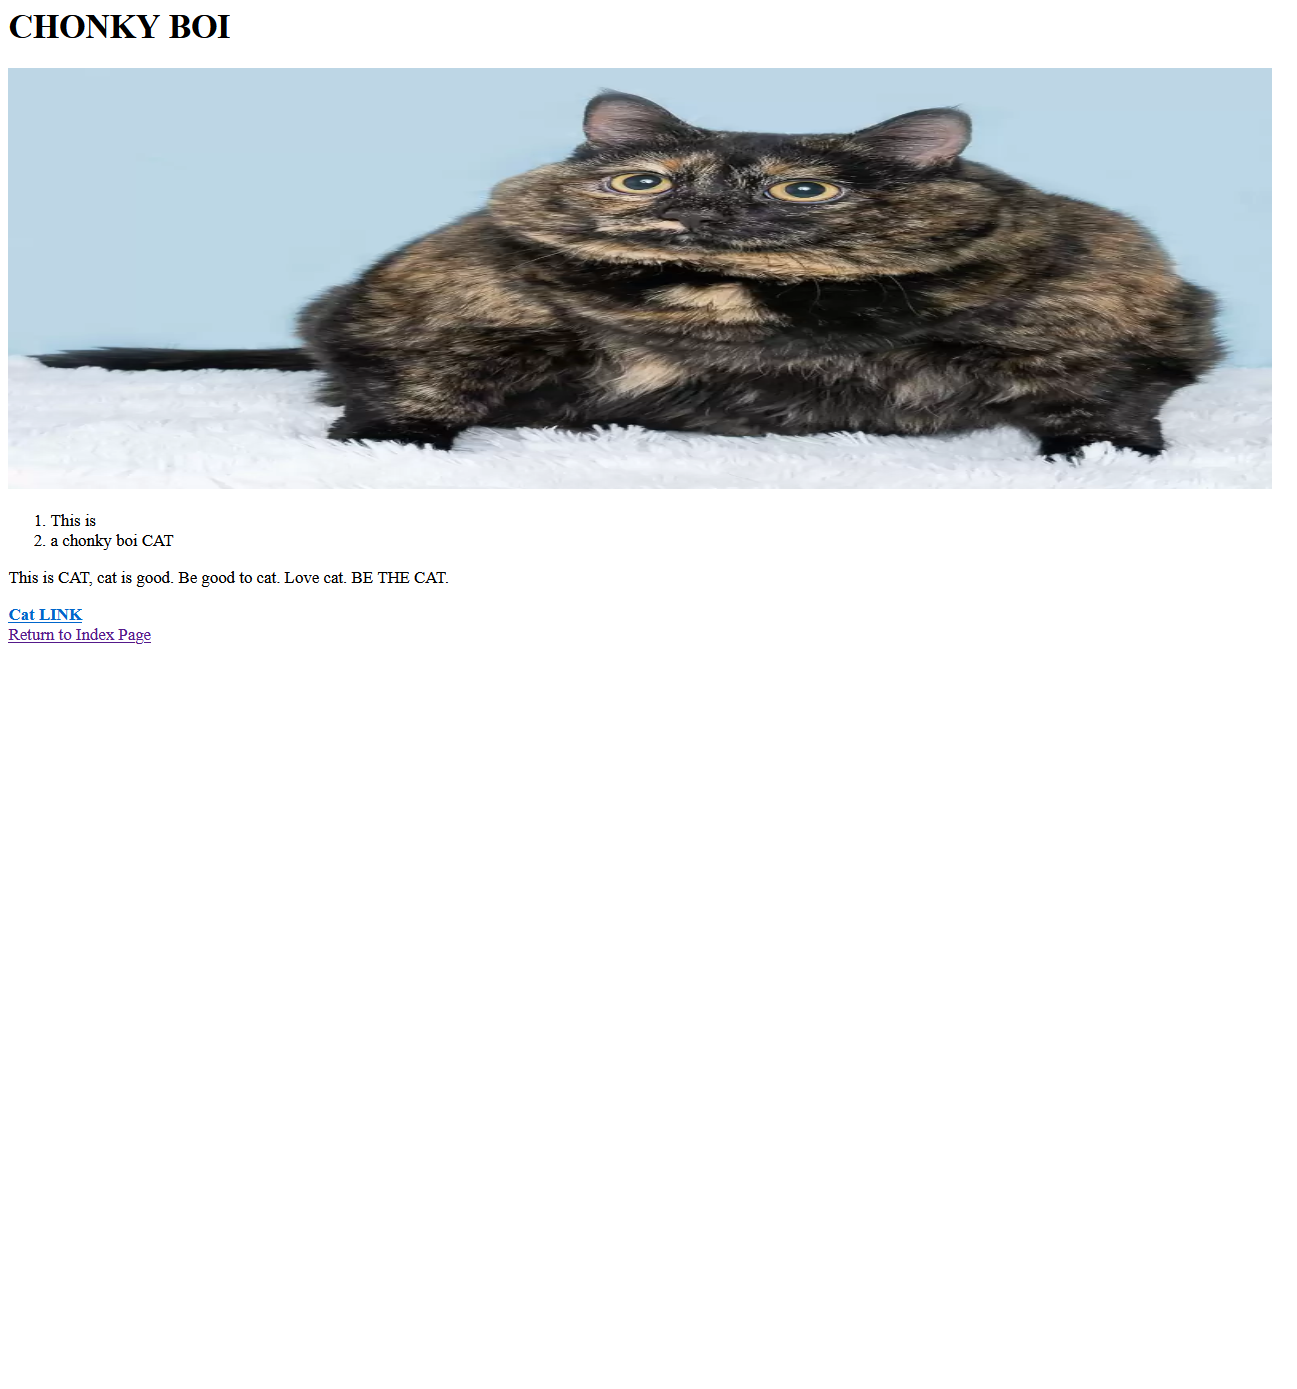 CHONKY BOI
1. This is
2. a chonky boi CAT
This is CAT, cat is good. Be good to cat. Love cat. BE THE CAT.
Cat LINK
Return to Index Page